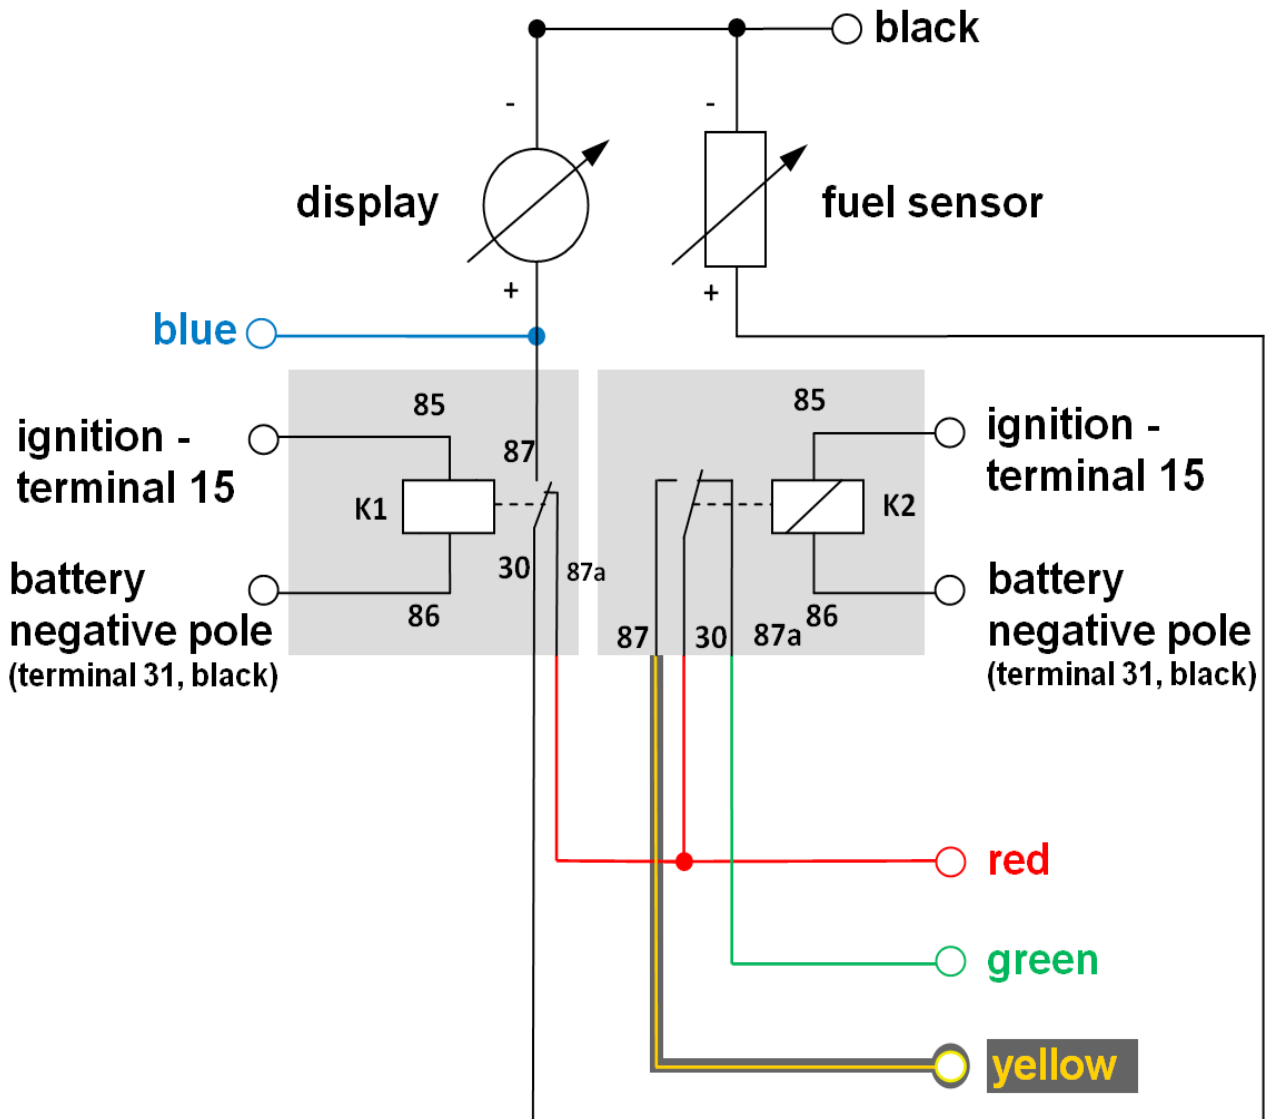 black
-
-
display
fuel sensor
+
+
blue
85
85
ignition -
terminal 15
ignition -
terminal 15
87
K1
K2
30
87a
battery
negative pole
(terminal 31, black)
battery
negative pole
(terminal 31, black)
86
86
87
30
87a
red
green
yellow